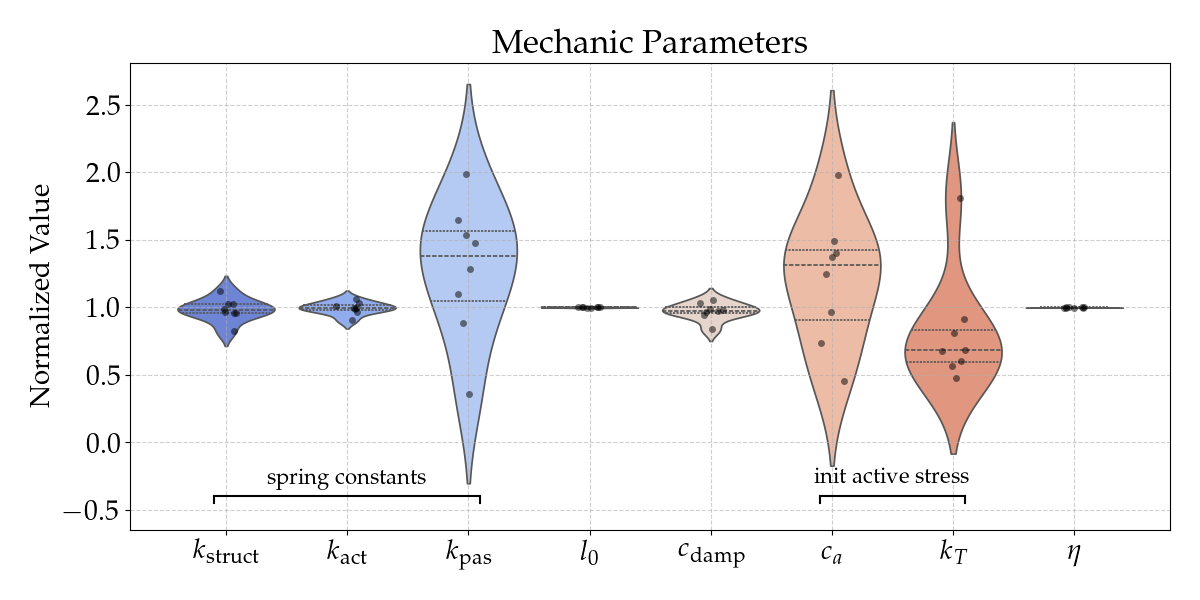 Mechanic Parameters
Normalized Value
2.5
2.0
1.5
1.0
0.5
0.0
−0.5
spring constants
init active stress
k_struct k_act k_pas l_0 c_damp c_a k_T η